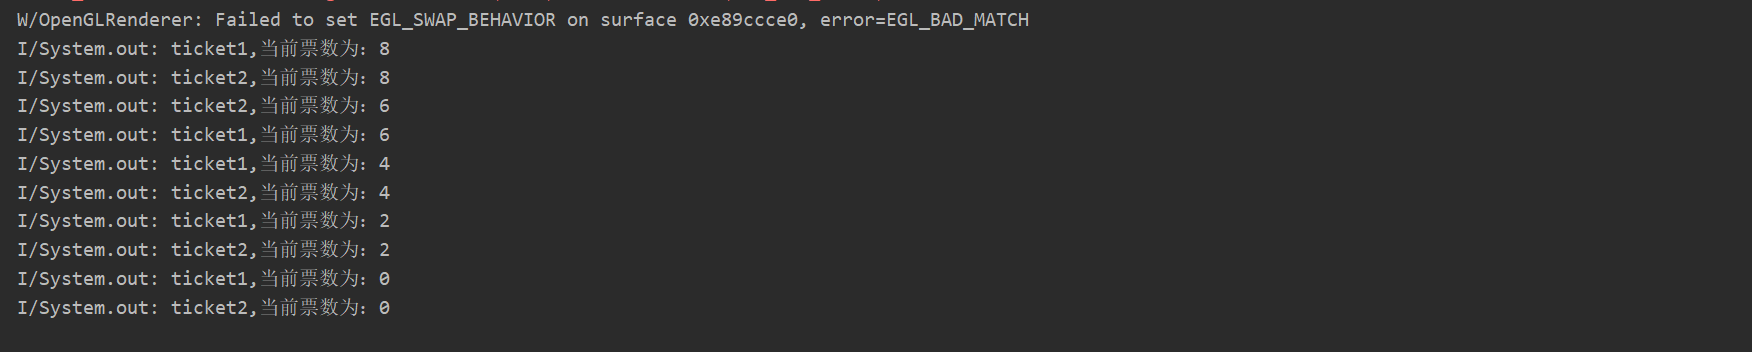 W/OpenGLRenderer: Failed to set EGL_SWAP_BEHAVIOR on surface 0xe89ccce0, error=EGL_BAD_MATCH
I/System.out: ticket1,当前票数为：8
I/System.out: ticket2,当前票数为：8
I/System.out: ticket2,当前票数为：6
I/System.out: ticket1,当前票数为：6
I/System.out: ticket1,当前票数为：4
I/System.out: ticket2,当前票数为：4
I/System.out: ticket1,当前票数为：2
I/System.out: ticket2,当前票数为：2
I/System.out: ticket1,当前票数为：0
I/System.out: ticket2,当前票数为：0